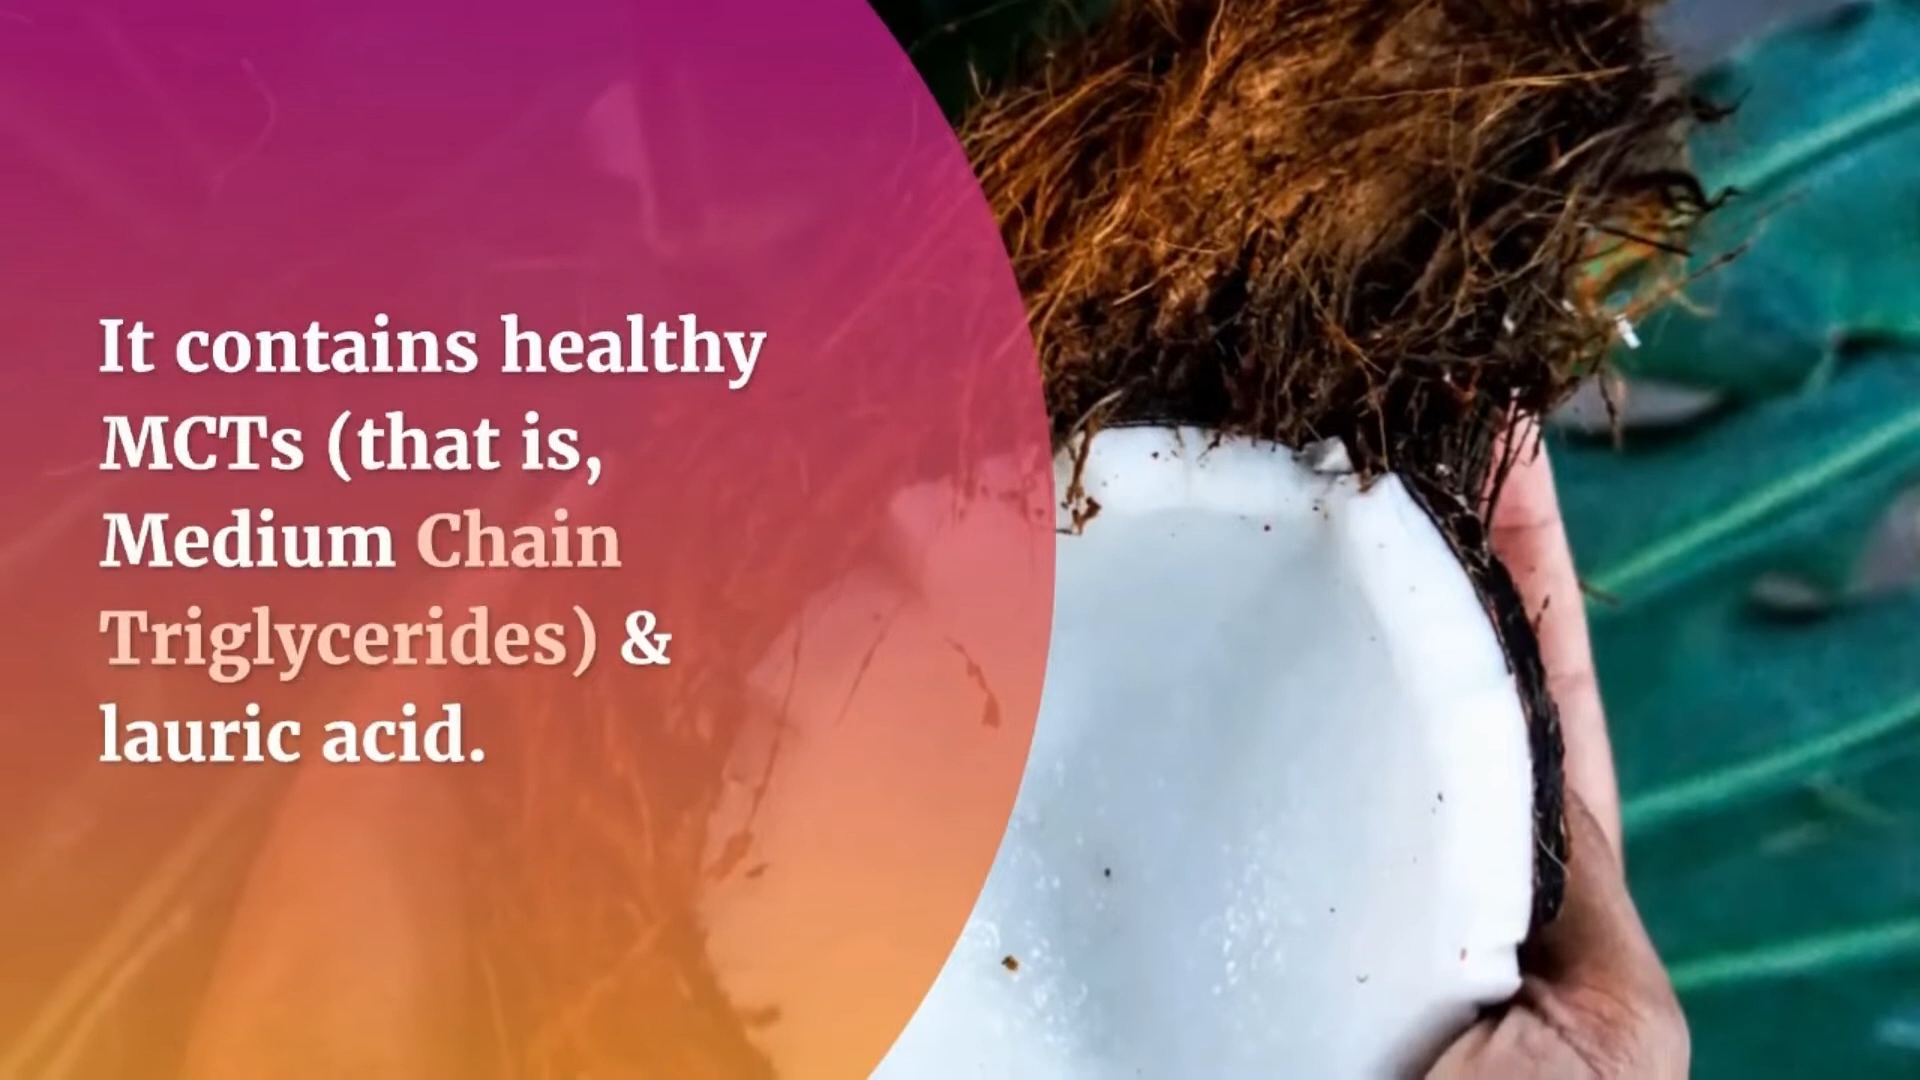 It contains healthy
MCTs (that is,
Medium Chain
Triglycerides) &
lauric acid.